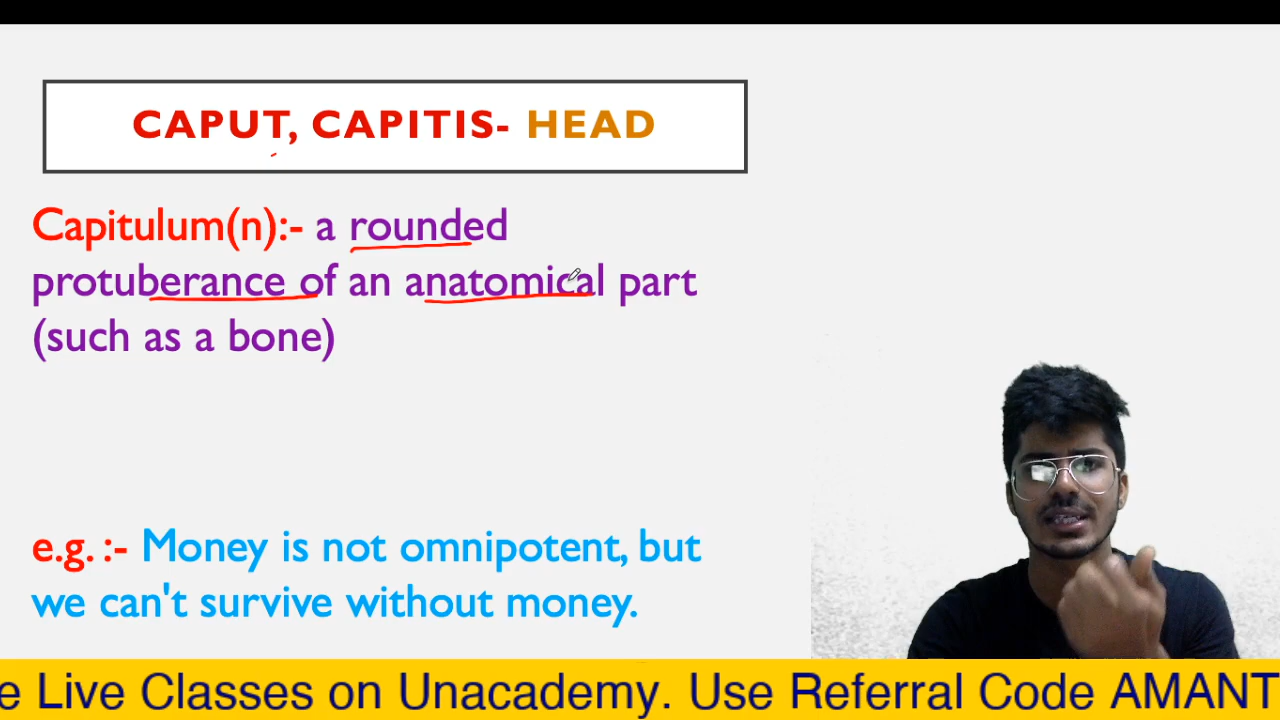 CAPUT, CAPITIS- HEAD
Capitulum(n):- a rounded
protuberance of an anatomical part
(such as a bone)
e.g. :- Money is not omnipotent, but
we can't survive without money.
e Live Classes on Unacademy. Use Referral Code AMANT